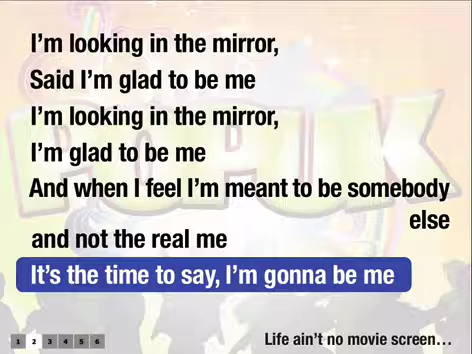 I'm looking in the mirror,
Said I'm glad to be me
I'm looking in the mirror,
I'm glad to be me
And when I feel I'm meant to be somebody
else
and not the real me
It's the time to say, I'm gonna be me
1 2 3 4 5 6
Life ain't no movie screen…
POPUK